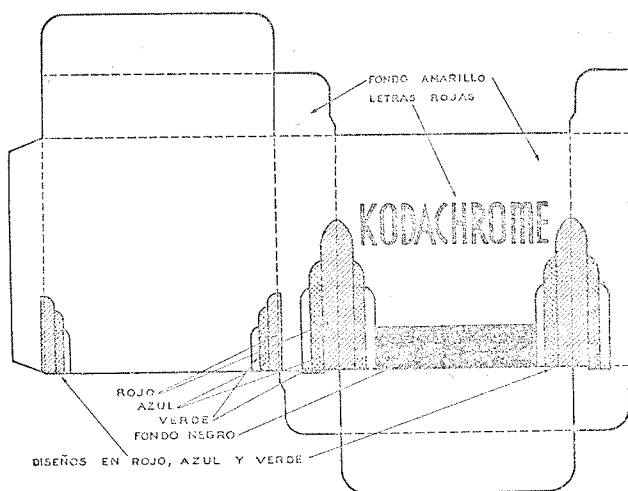 FONDO AMARILLO
LETRAS ROJAS
KODACHROME
ROJO
AZUL
VERDE
FONDO NEGRO
DISEÑOS EN ROJO, AZUL Y VERDE